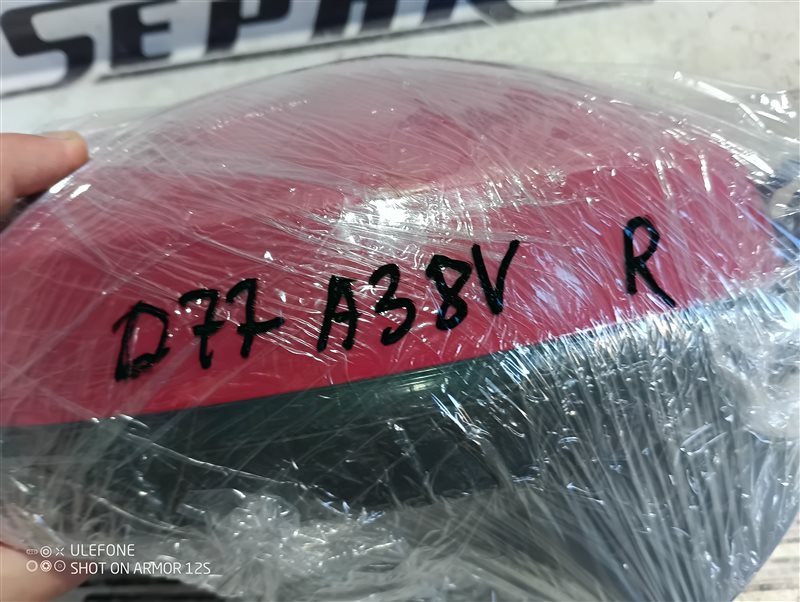 D77 A38V R
ULEFONE
SHOT ON ARMOR 12S